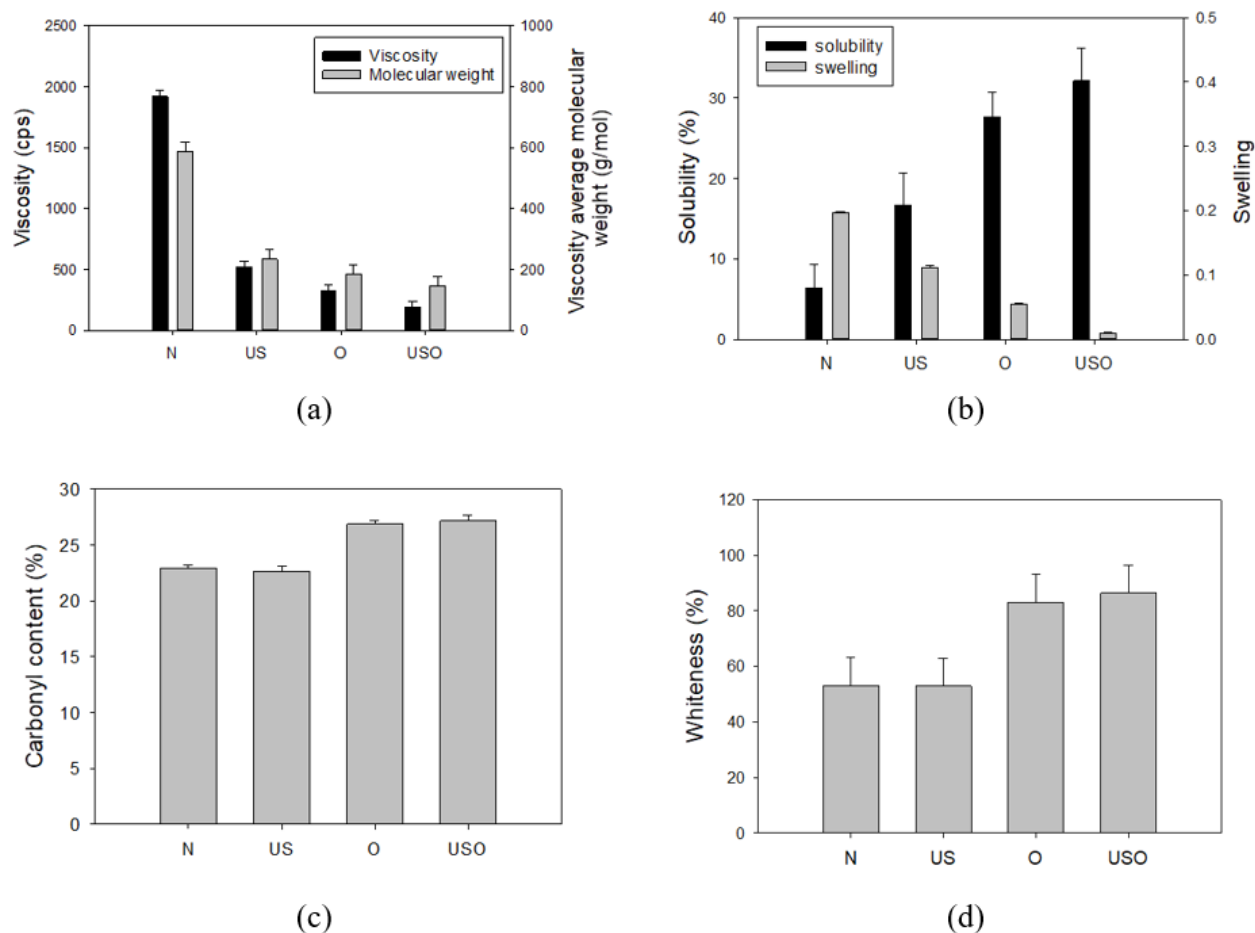 2500
2000
1500
1000
500
0
Viscosity (cps)
Viscosity
Molecular weight
1000
800
600
400
200
0
Viscosity average molecular
weight (g/mol)
N US O USO
(a)
40
30
20
10
0
Solubility (%)
solubility
swelling
0.5
0.4
0.3
0.2
0.1
0.0
Swelling
N US O USO
(b)
30
25
20
15
10
5
0
Carbonyl content (%)
N US O USO
(c)
120
100
80
60
40
20
0
Whiteness (%)
N US O USO
(d)